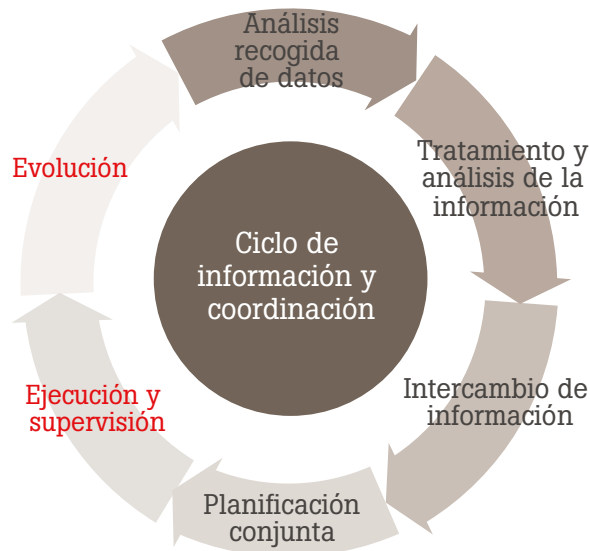 Análisis
recogida
de datos
Tratamiento y
análisis de la
información
Intercambio de
información
Planificación
conjunta
Ejecución y
supervisión
Evolución
Ciclo de
información y
coordinación